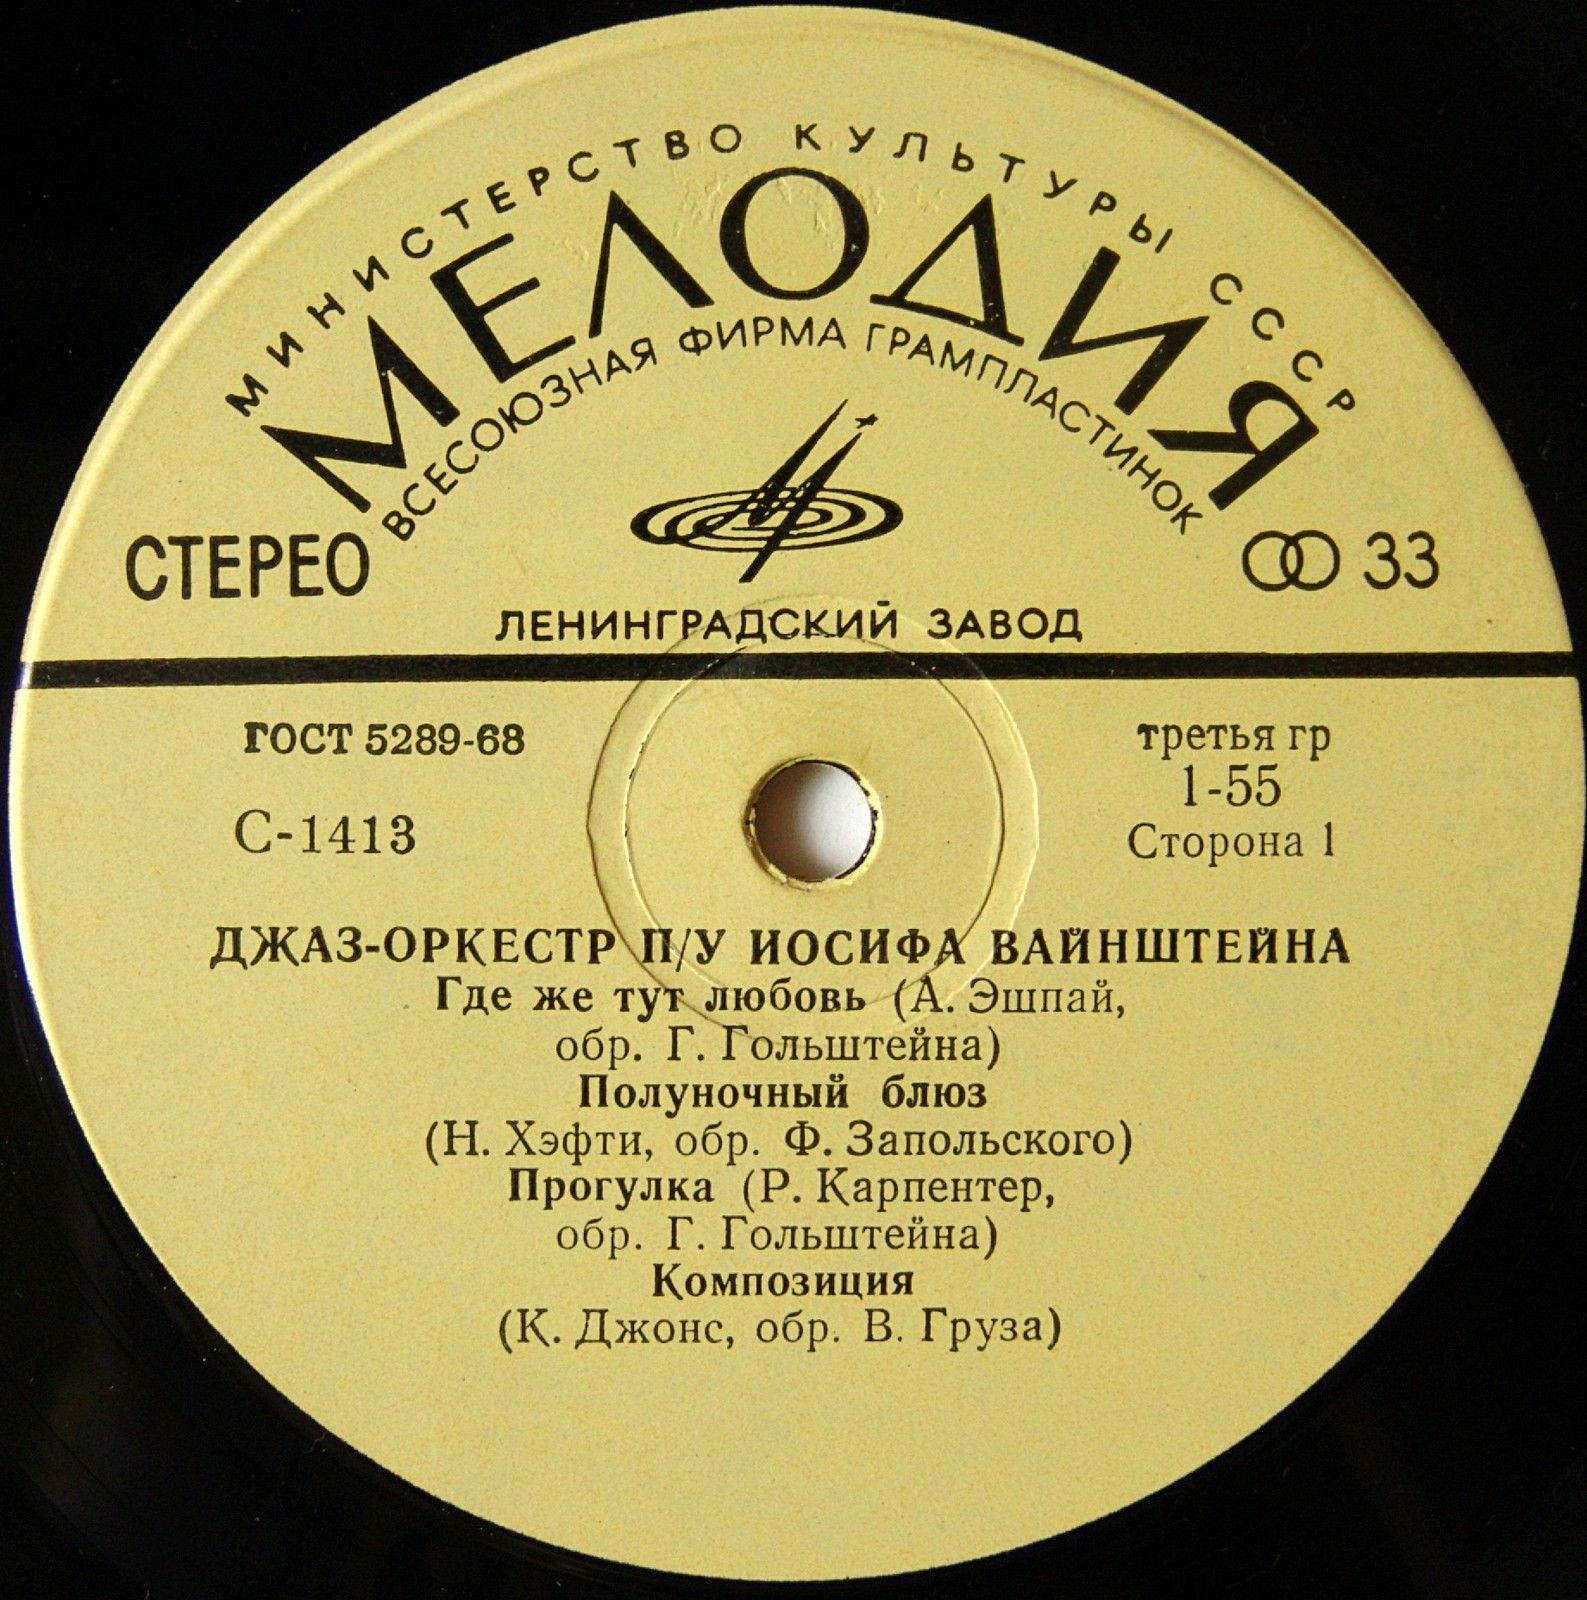 МИНИСТЕРСТВО КУЛЬТУРЫ СССР
МЕЛОДИЯ
ВСЕСОЮЗНАЯ ФИРМА ГРАМПЛАСТИНОК
СТЕРЕО
33
ЛЕНИНГРАДСКИЙ ЗАВОД
ГОСТ 5289-68
третья гр
1-55
С-1413
Сторона 1
ДЖАЗ-ОРКЕСТР П/У ИОСИФА ВАЙНШТЕЙНА
Где же тут любовь (А. Эшпай,
обр. Г. Гольштейна)
Полуночный блюз
(Н. Хэфти, обр. Ф. Запольского)
Прогулка (Р. Карпентер,
обр. Г. Гольштейна)
Композиция
(К. Джонс, обр. В. Груза)